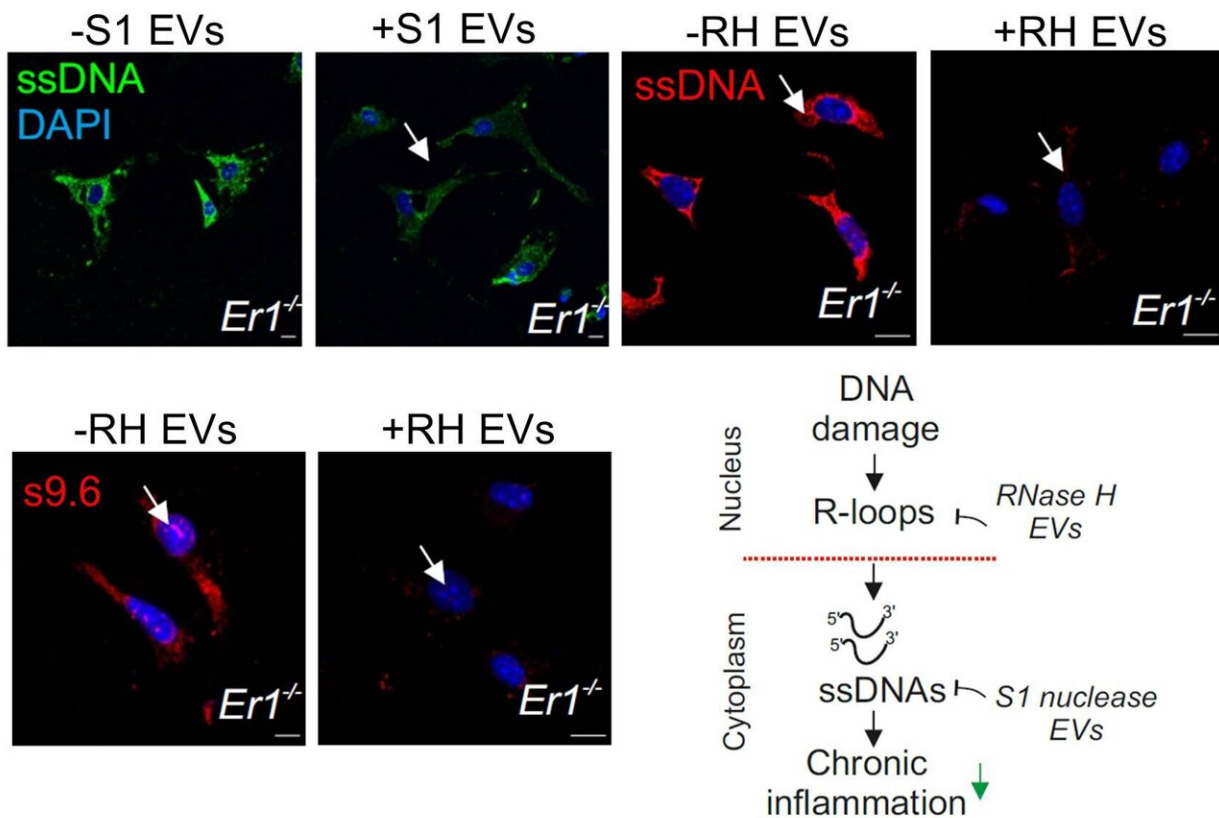 -S1 EVs
+S1 EVs
-RH EVs
+RH EVs
ssDNA
DAPI
Er1-/-
Er1-/-
ssDNA
Er1-/-
Er1-/-
-RH EVs
+RH EVs
s9.6
Er1-/-
Er1-/-
Nucleus
DNA
damage
R-loops
RNase H
EVs
Cytoplasm
5' 3'
5' 3'
ssDNAs
S1 nuclease
EVs
Chronic
inflammation